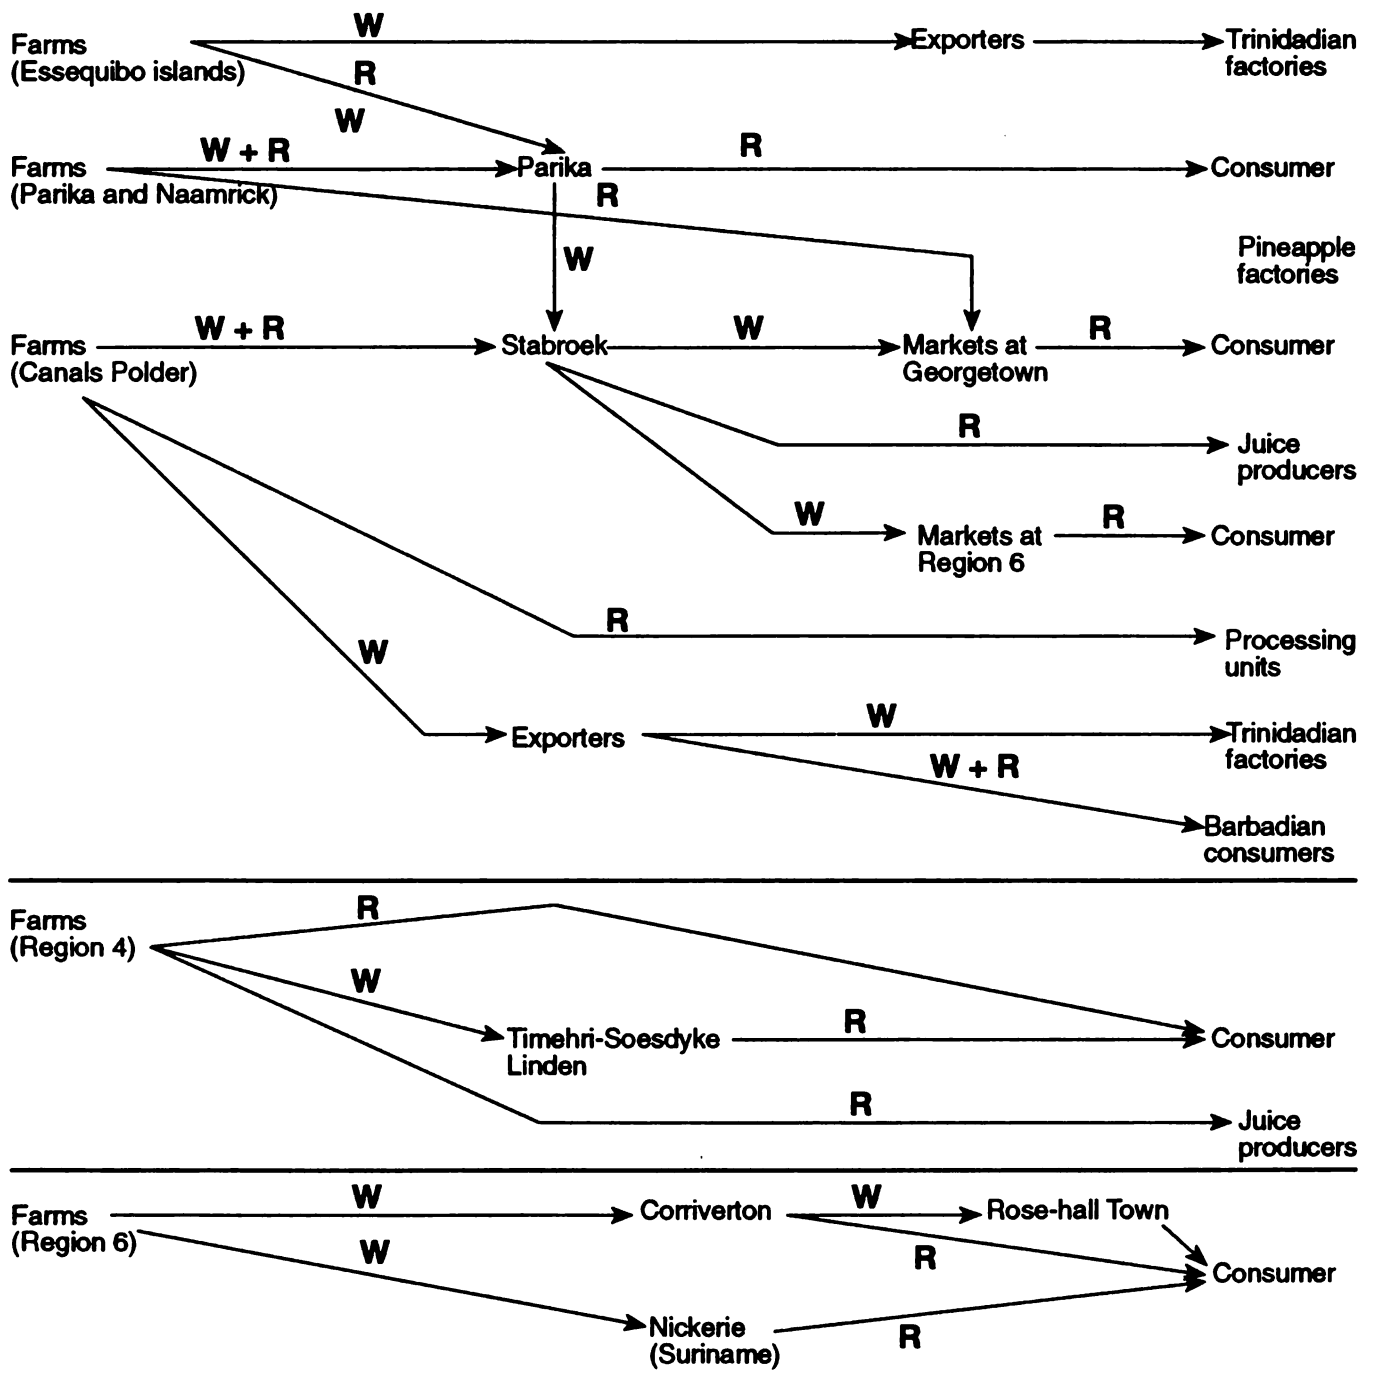 W
Farms
(Essequibo islands)
Exporters
Trinidadian
factories
R
W
W + R
R
Farms
(Parika and Naamrick)
Parika
R
Consumer
W
Pineapple
factories
W + R
W
R
Farms
(Canals Polder)
Stabroek
Markets at
Georgetown
Consumer
R
Juice
producers
W
R
Markets at
Region 6
Consumer
R
Processing
units
W
W
Exporters
Trinidadian
factories
W + R
Barbadian
consumers
R
Farms
(Region 4)
W
R
Timehri-Soesdyke
Linden
Consumer
R
Juice
producers
W
W
Farms
(Region 6)
Corriverton
Rose-hall Town
W
R
Consumer
Nickerie
(Suriname)
R